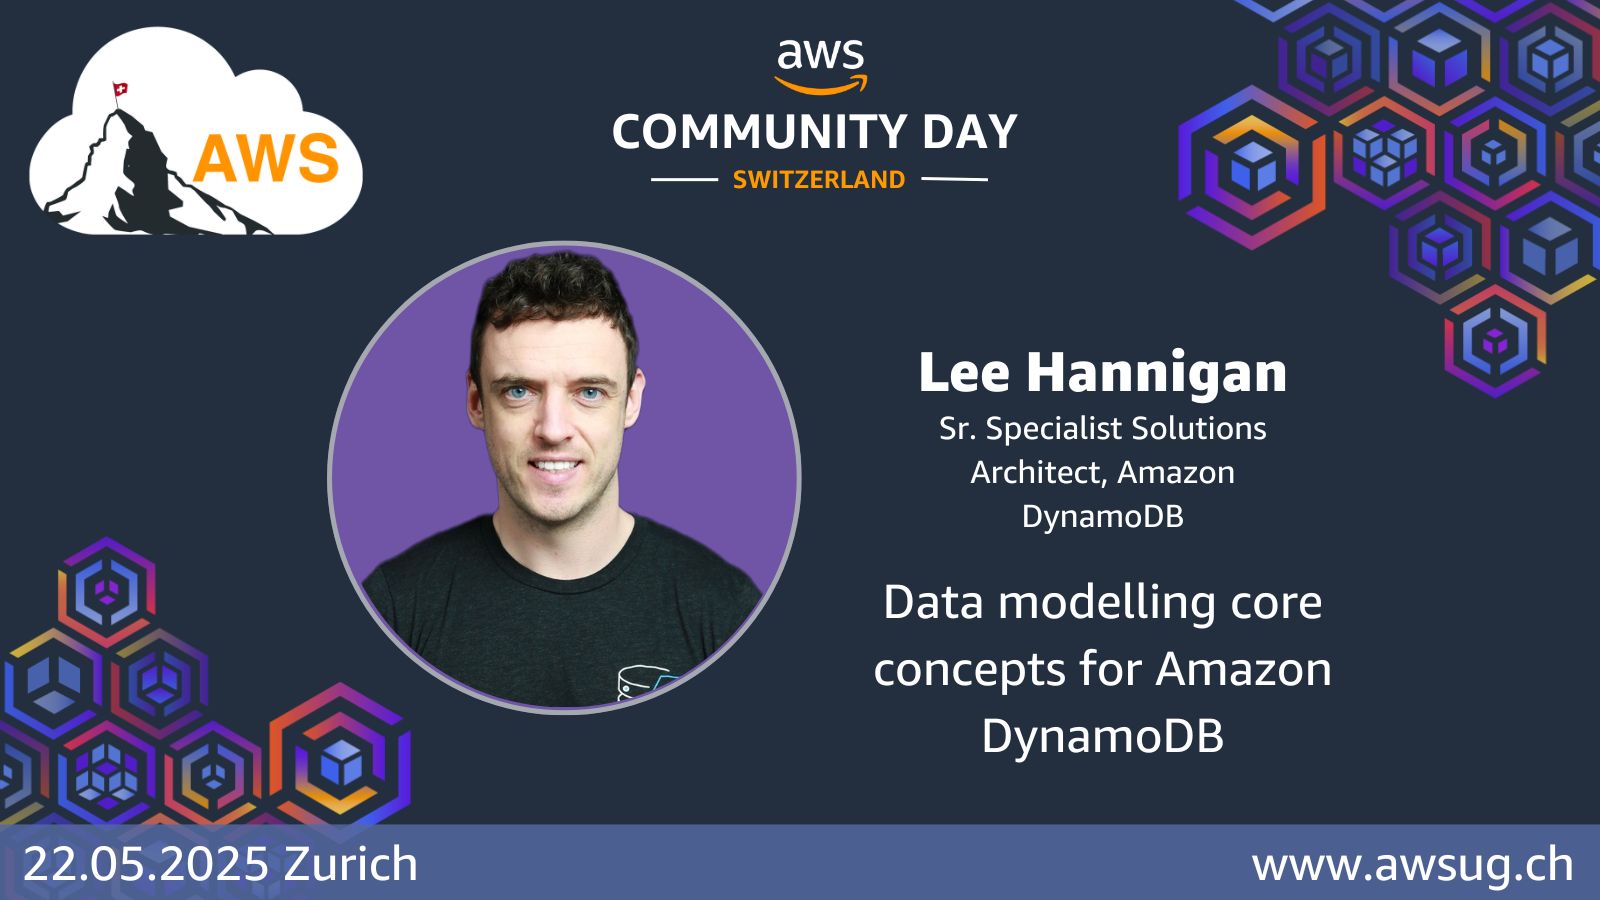 AWS
aws
COMMUNITY DAY
SWITZERLAND
Lee Hannigan
Sr. Specialist Solutions
Architect, Amazon
DynamoDB
Data modelling core
concepts for Amazon
DynamoDB
22.05.2025 Zurich
www.awsug.ch